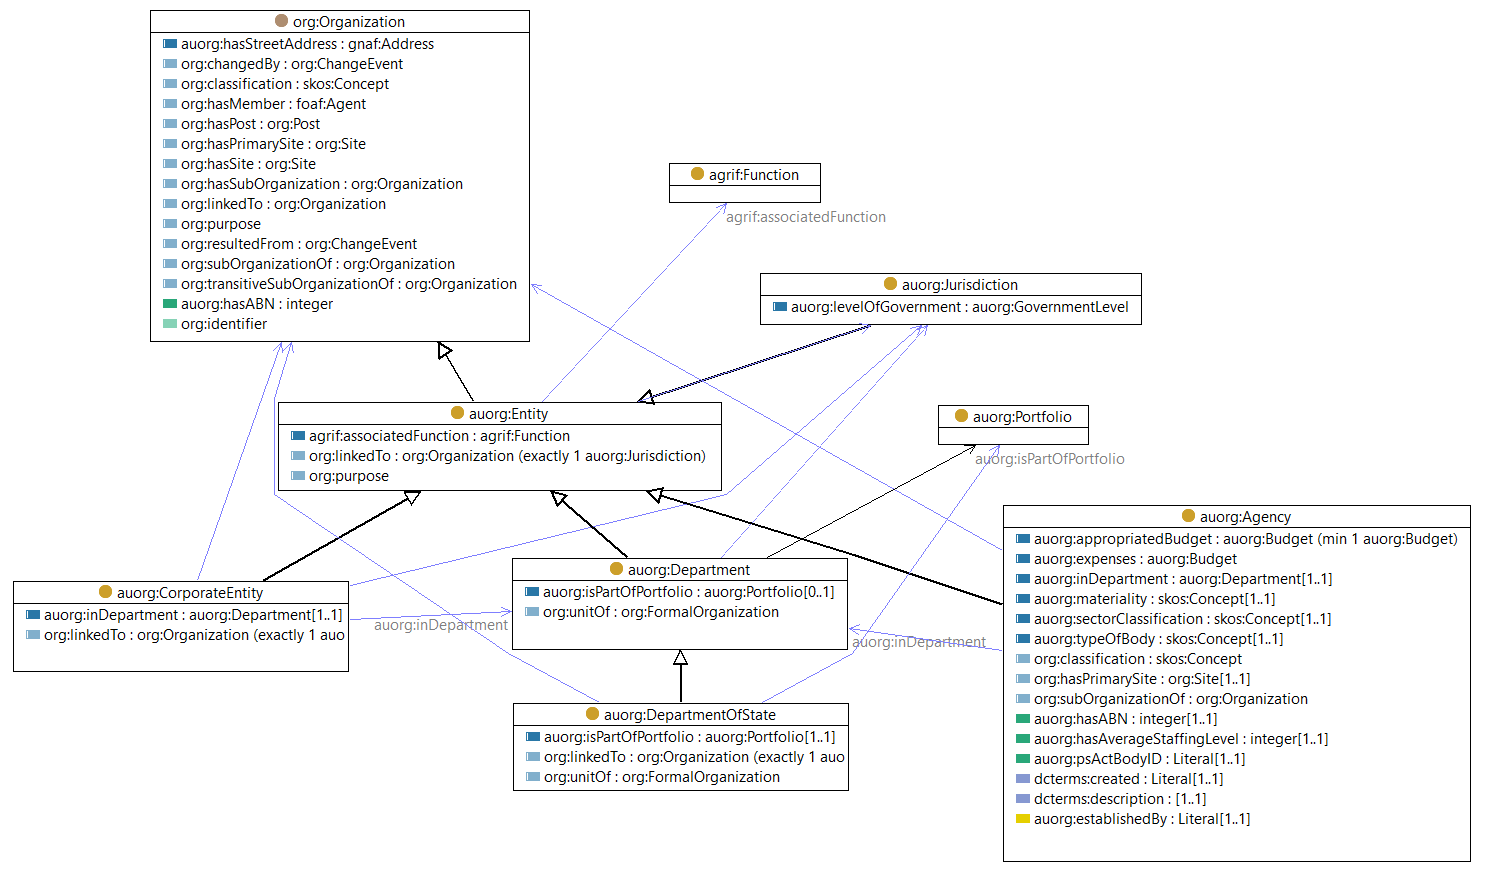 org:Organization
auorg:hasStreetAddress : gnaf:Address
org:changedBy : org:ChangeEvent
org:classification : skos:Concept
org:hasMember : foaf:Agent
org:hasPost : org:Post
org:hasPrimarySite : org:Site
org:hasSite : org:Site
org:hasSubOrganization : org:Organization
org:linkedTo : org:Organization
org:purpose
org:resultedFrom : org:ChangeEvent
org:subOrganizationOf : org:Organization
org:transitiveSubOrganizationOf : org:Organization
auorg:hasABN : integer
org:identifier
agrif:Function
agrif:associatedFunction
auorg:Jurisdiction
auorg:levelOfGovernment : auorg:GovernmentLevel
auorg:Entity
agrif:associatedFunction : agrif:Function
org:linkedTo : org:Organization (exactly 1 auorg:Jurisdiction)
org:purpose
auorg:Portfolio
auorg:isPartOfPortfolio
auorg:CorporateEntity
auorg:inDepartment : auorg:Department[1..1]
org:linkedTo : org:Organization (exactly 1 auo
auorg:inDepartment
auorg:Department
auorg:isPartOfPortfolio : auorg:Portfolio[0..1]
org:unitOf : org:FormalOrganization
auorg:inDepartment
auorg:DepartmentOfState
auorg:isPartOfPortfolio : auorg:Portfolio[1..1]
org:linkedTo : org:Organization (exactly 1 auo
org:unitOf : org:FormalOrganization
auorg:Agency
auorg:appropriatedBudget : auorg:Budget (min 1 auorg:Budget)
auorg:expenses : auorg:Budget
auorg:inDepartment : auorg:Department[1..1]
auorg:materiality : skos:Concept[1..1]
auorg:sectorClassification : skos:Concept[1..1]
auorg:typeOfBody : skos:Concept[1..1]
org:classification : skos:Concept
org:hasPrimarySite : org:Site[1..1]
org:subOrganizationOf : org:Organization
auorg:hasABN : integer[1..1]
auorg:hasAverageStaffingLevel : integer[1..1]
auorg:psActBodyID : Literal[1..1]
dcterms:created : Literal[1..1]
dcterms:description : [1..1]
auorg:establishedBy : Literal[1..1]